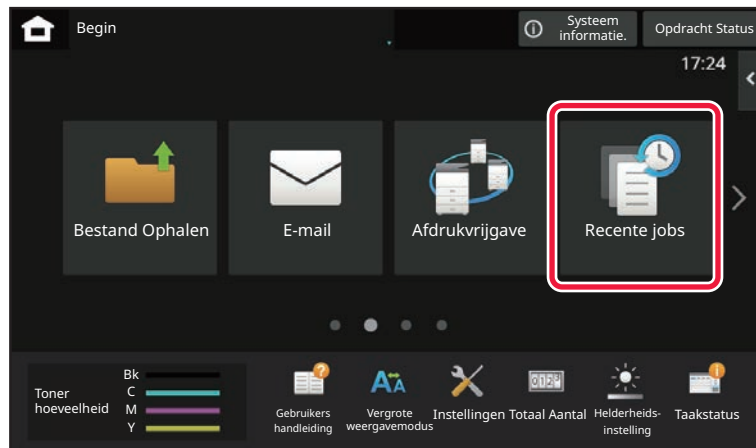 Begin
Systeem
informatie.
Opdracht Status
17:24
Bestand Ophalen
E-mail
Afdrukvrijgave
Recente jobs
Toner
hoeveelheid
Bk
C
M
Y
Gebruikers
handleiding
Vergrote
weergavemodus
Instellingen
Totaal Aantal
Helderheids-
instelling
Taakstatus